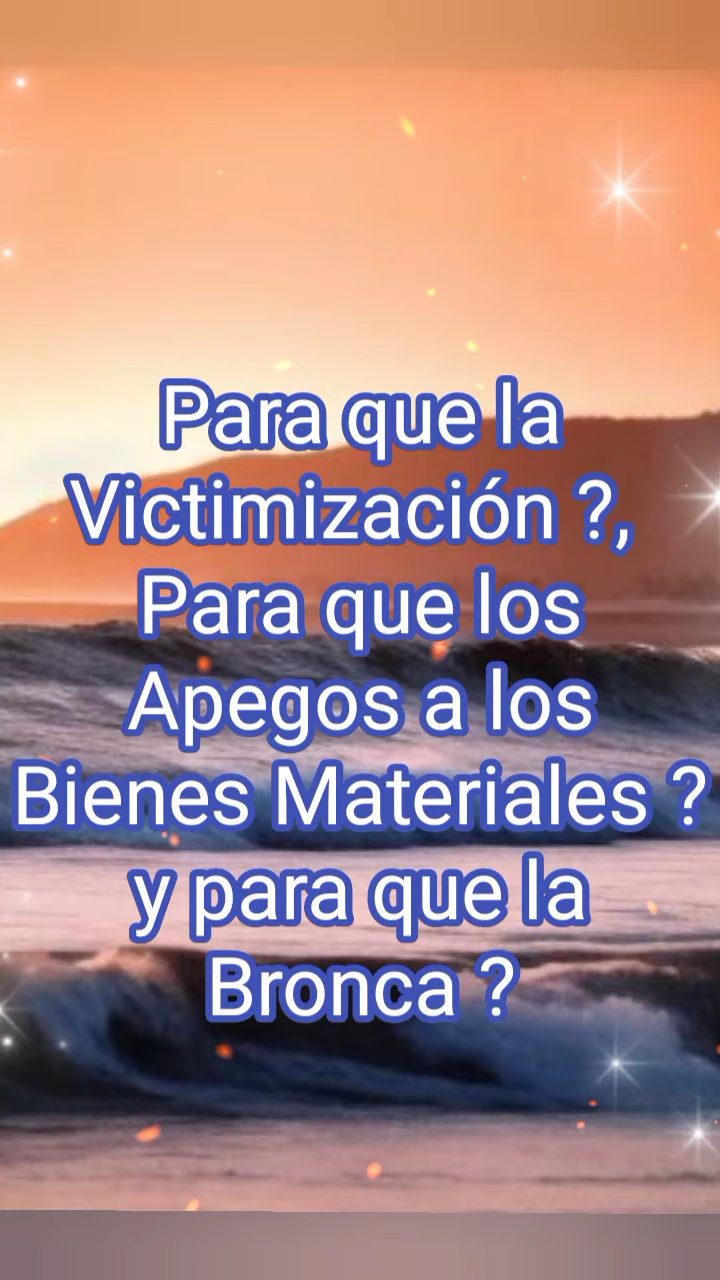 Para que la
Victimización ?,
Para que los
Apegos a los
Bienes Materiales ?
y para que la
Bronca ?